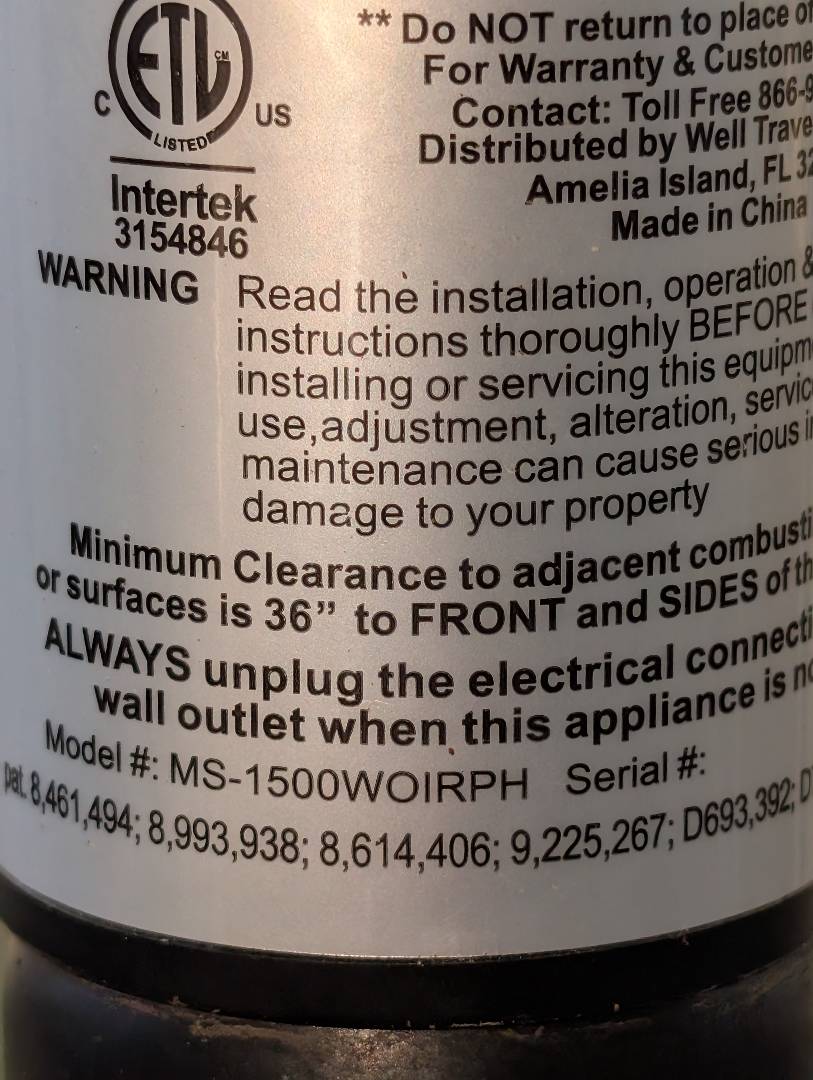 ETL CM
C US
LISTED
Intertek
3154846
** Do NOT return to place
For Warranty & Custome
Contact: Toll Free 866-9
Distributed by Well Trave
Amelia Island, FL 32
Made in China
WARNING Read the installation, operation &
instructions thoroughly BEFORE
installing or servicing this equipm
use,adjustment, alteration, servic
maintenance can cause serious
damage to your property
Minimum Clearance to adjacent combusti
or surfaces is 36” to FRONT and SIDES of th
ALWAYS unplug the electrical connecti
wall outlet when this appliance is no
Model #: MS-1500WOIRPH Serial #:
pat. 8,461,494; 8,993,938; 8,614,406; 9,225,267; D693,392; D